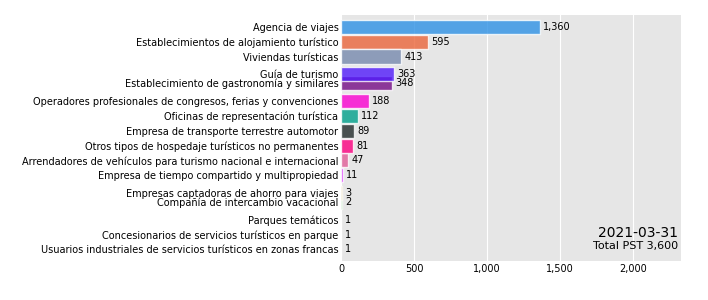 Agencia de viajes 1,360
Establecimientos de alojamiento turístico 595
Viviendas turísticas 413
Guía de turismo 363
Establecimiento de gastronomía y similares 348
Operadores profesionales de congresos, ferias y convenciones 188
Oficinas de representación turística 112
Empresa de transporte terrestre automotor 89
Otros tipos de hospedaje turísticos no permanentes 81
Arrendadores de vehículos para turismo nacional e internacional 47
Empresa de tiempo compartido y multipropiedad 11
Empresas captadoras de ahorro para viajes 3
Compañía de intercambio vacacional 2
Parques temáticos 1
Concesionarios de servicios turísticos en parque 1
2021-03-31
Total PST 3,600
Usuarios industriales de servicios turísticos en zonas francas 1
0 500 1,000 1,500 2,000